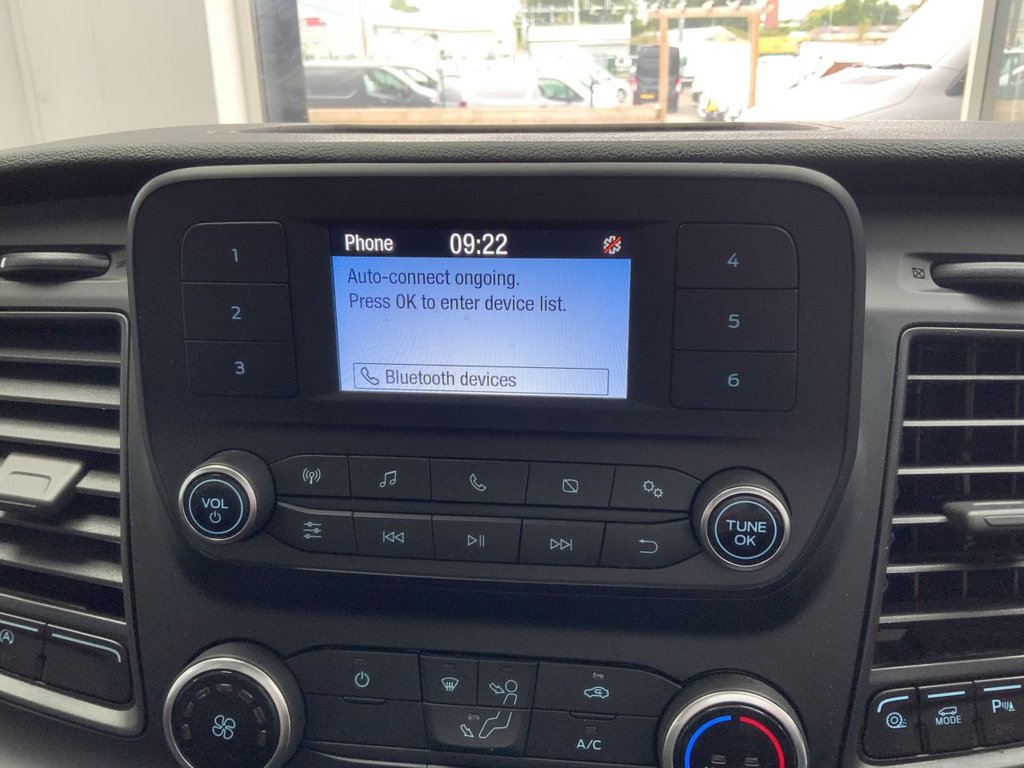 Phone 09:22
Auto-connect ongoing.
Press OK to enter device list.
Bluetooth devices
1
2
3
4
5
6
VOL
TUNE
OK
A/C
A
MODE
P